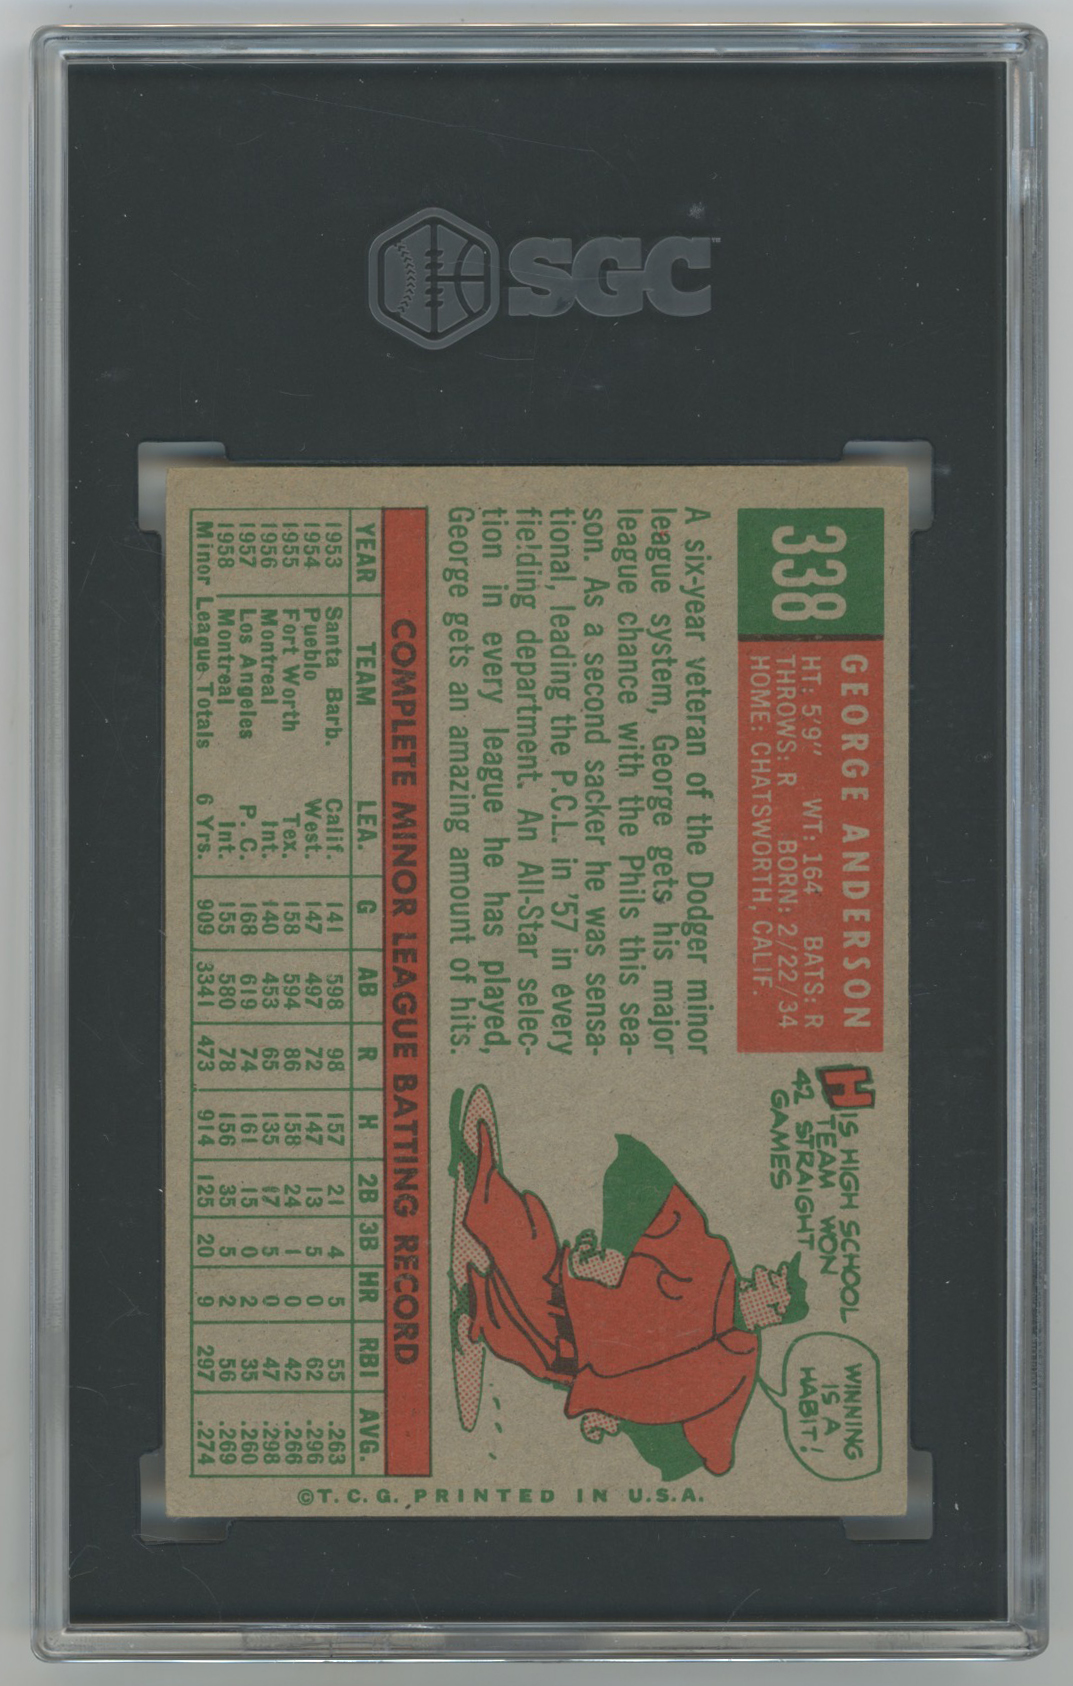 SGC™
338
GEORGE ANDERSON
HT: 5'9" WT: 164 BATS: R
THROWS: R BORN: 2/22/34
HOME: CHATSWORTH, CALIF.
HIS HIGH SCHOOL
TEAM WON
42 STRAIGHT
GAMES
WINNING
IS A
HABIT!
A six-year veteran of the Dodger minor
league system, George gets his major
league chance with the Phils this sea-
son. As a second sacker he was sensa-
tional, leading the P.C.L. in '57 in every
fielding department. An All-Star selec-
tion in every league he has played,
George gets an amazing amount of hits.
COMPLETE MINOR LEAGUE BATTING RECORD
YEAR TEAM LEA. G AB R H 2B 3B HR RBI AVG.
1953 Santa Barb. Calif. 141 598 98 157 21 4 5 55 .263
1954 Pueblo West. 147 497 72 147 13 5 0 62 .296
1955 Fort Worth Tex. 158 594 86 158 24 1 0 42 .266
1956 Montreal Int. 140 453 65 135 17 5 0 47 .298
1957 Los Angeles P. C. 168 619 74 161 15 0 2 35 .260
1958 Montreal Int. 155 580 78 156 35 5 2 56 .269
Minor League Totals 6 Yrs. 909 3341 473 914 125 20 9 297 .274
©T. C. G. PRINTED IN U.S.A.